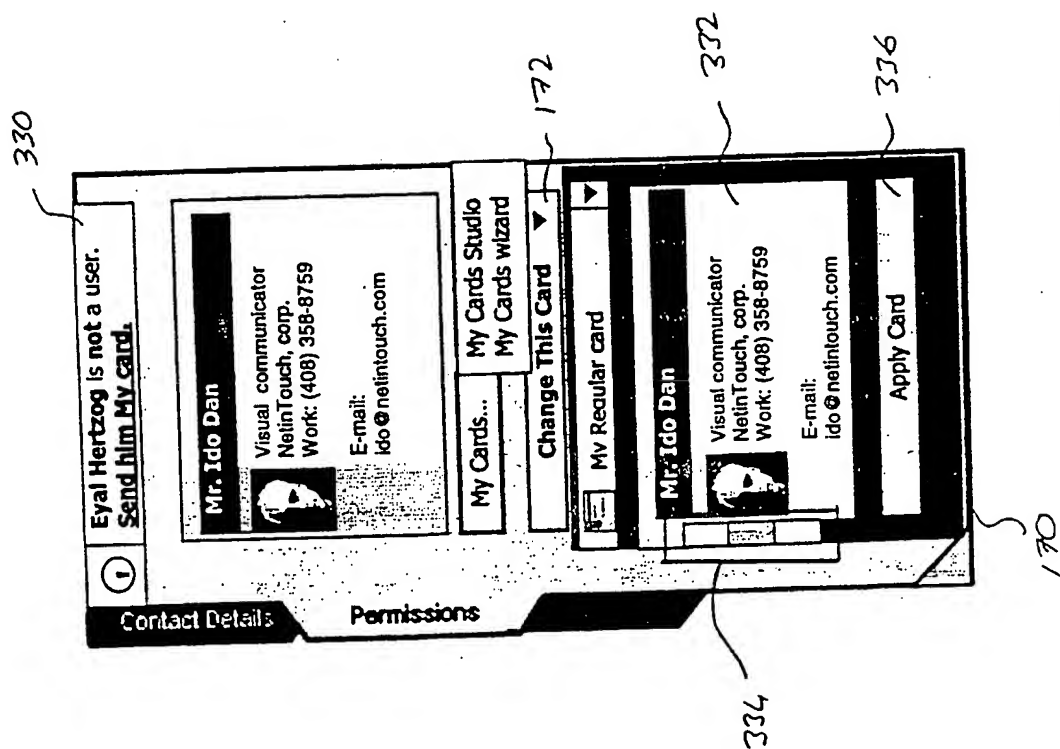 330
Eyal Hertzog is not a user.
Send him My card.
Contact Details
Permissions
Mr. Ido Dan
Visual communicator
NetinTouch, corp.
Work: (408) 358-8759
E-mail:
ido@netintouch.com
My Cards...
My Cards Studio
My Cards wizard
Change This Card
172
My Regular card
Mr. Ido Dan
Visual communicator
NetinTouch, corp.
Work: (408) 358-8759
E-mail:
ido@netintouch.com
332
334
Apply Card
336
170